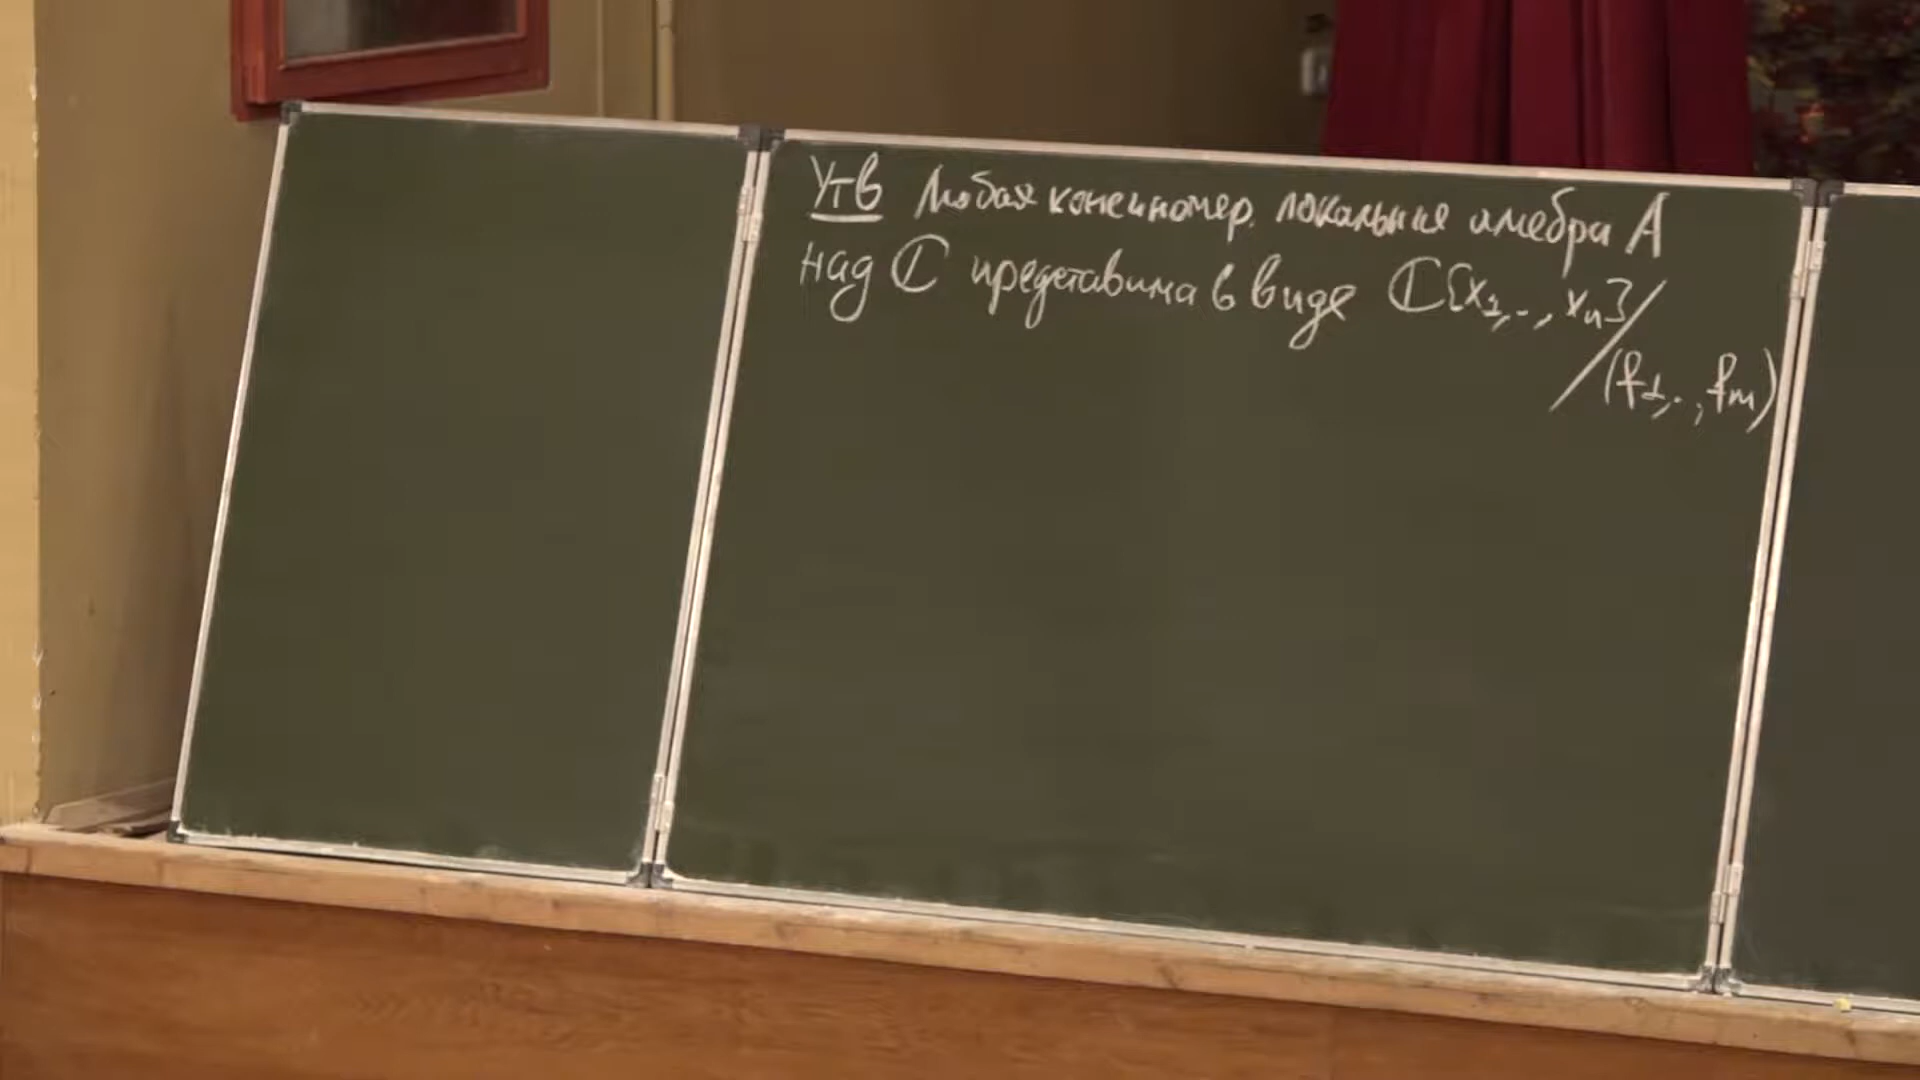 Утв Любая конечномер. локальная алгебра A
над ℂ представима в виде ℂ[x₁,.., xₙ]/
(f₁,.., fₘ)